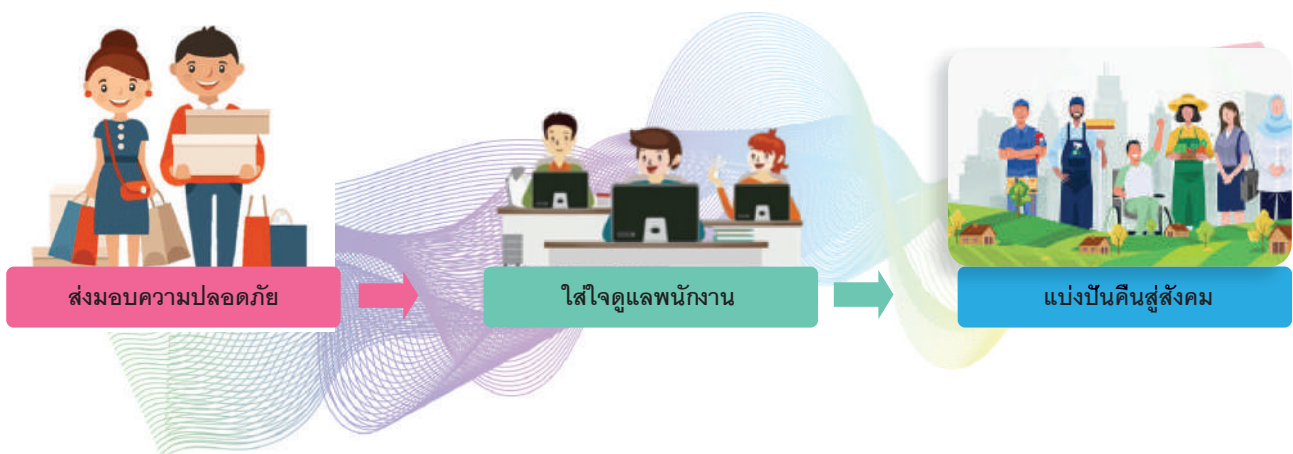 ส่งมอบความปลอดภัย
ใส่ใจดูแลพนักงาน
แบ่งปันคืนสู่สังคม